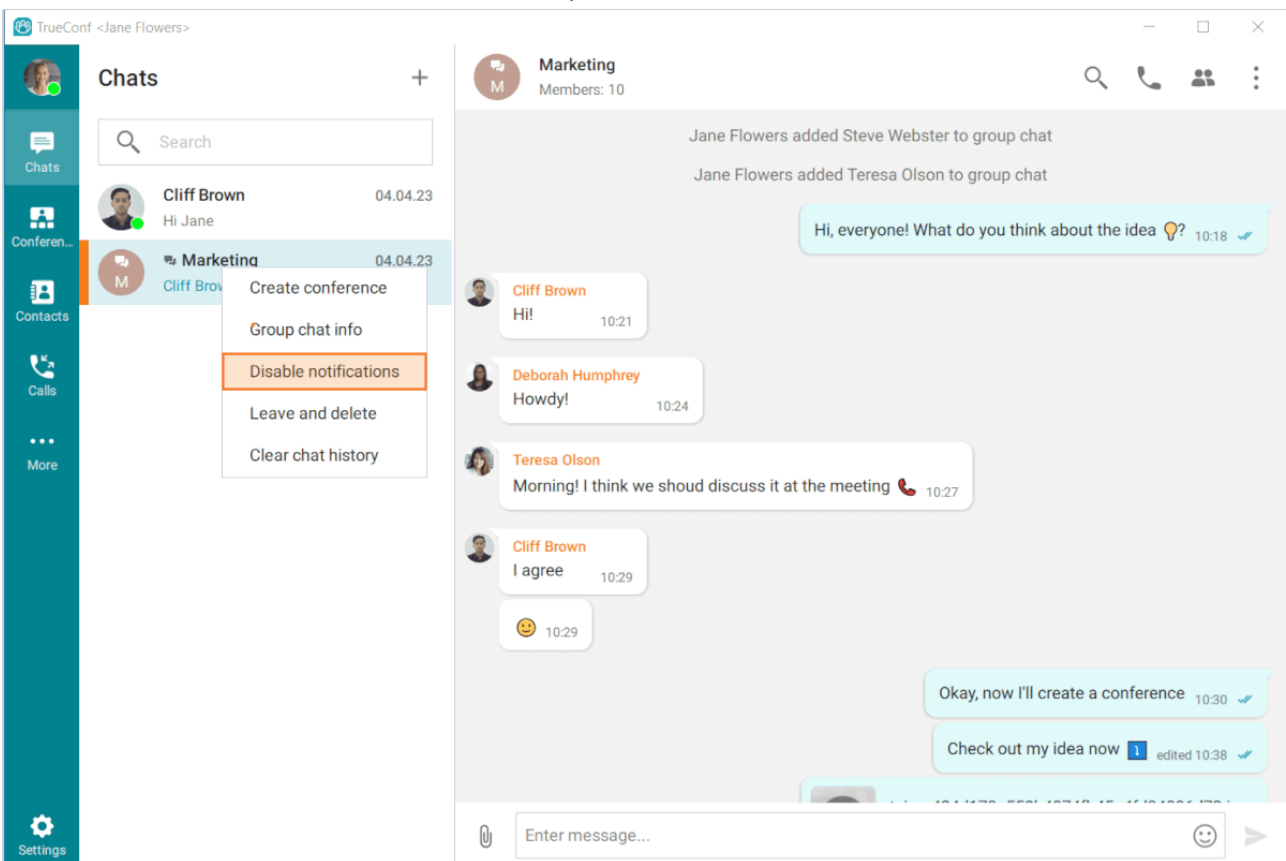 TrueConf <Jane Flowers>
Chats
Search
Cliff Brown 04.04.23
Hi Jane
M
Marketing 04.04.23
Cliff
Create conference
Group chat info
Disable notifications
Leave and delete
Clear chat history
Chats
Conferen...
Contacts
Calls
More
Settings
M
Marketing
Members: 10
Jane Flowers added Steve Webster to group chat
Jane Flowers added Teresa Olson to group chat
Hi, everyone! What do you think about the idea 💡? 10:18
Cliff Brown
Hi! 10:21
Deborah Humphrey
Howdy! 10:24
Teresa Olson
Morning! I think we shoud discuss it at the meeting 📞 10:27
Cliff Brown
I agree 10:29
🙂 10:29
Okay, now I'll create a conference 10:30
Check out my idea now ⤵ edited 10:38
Enter message...